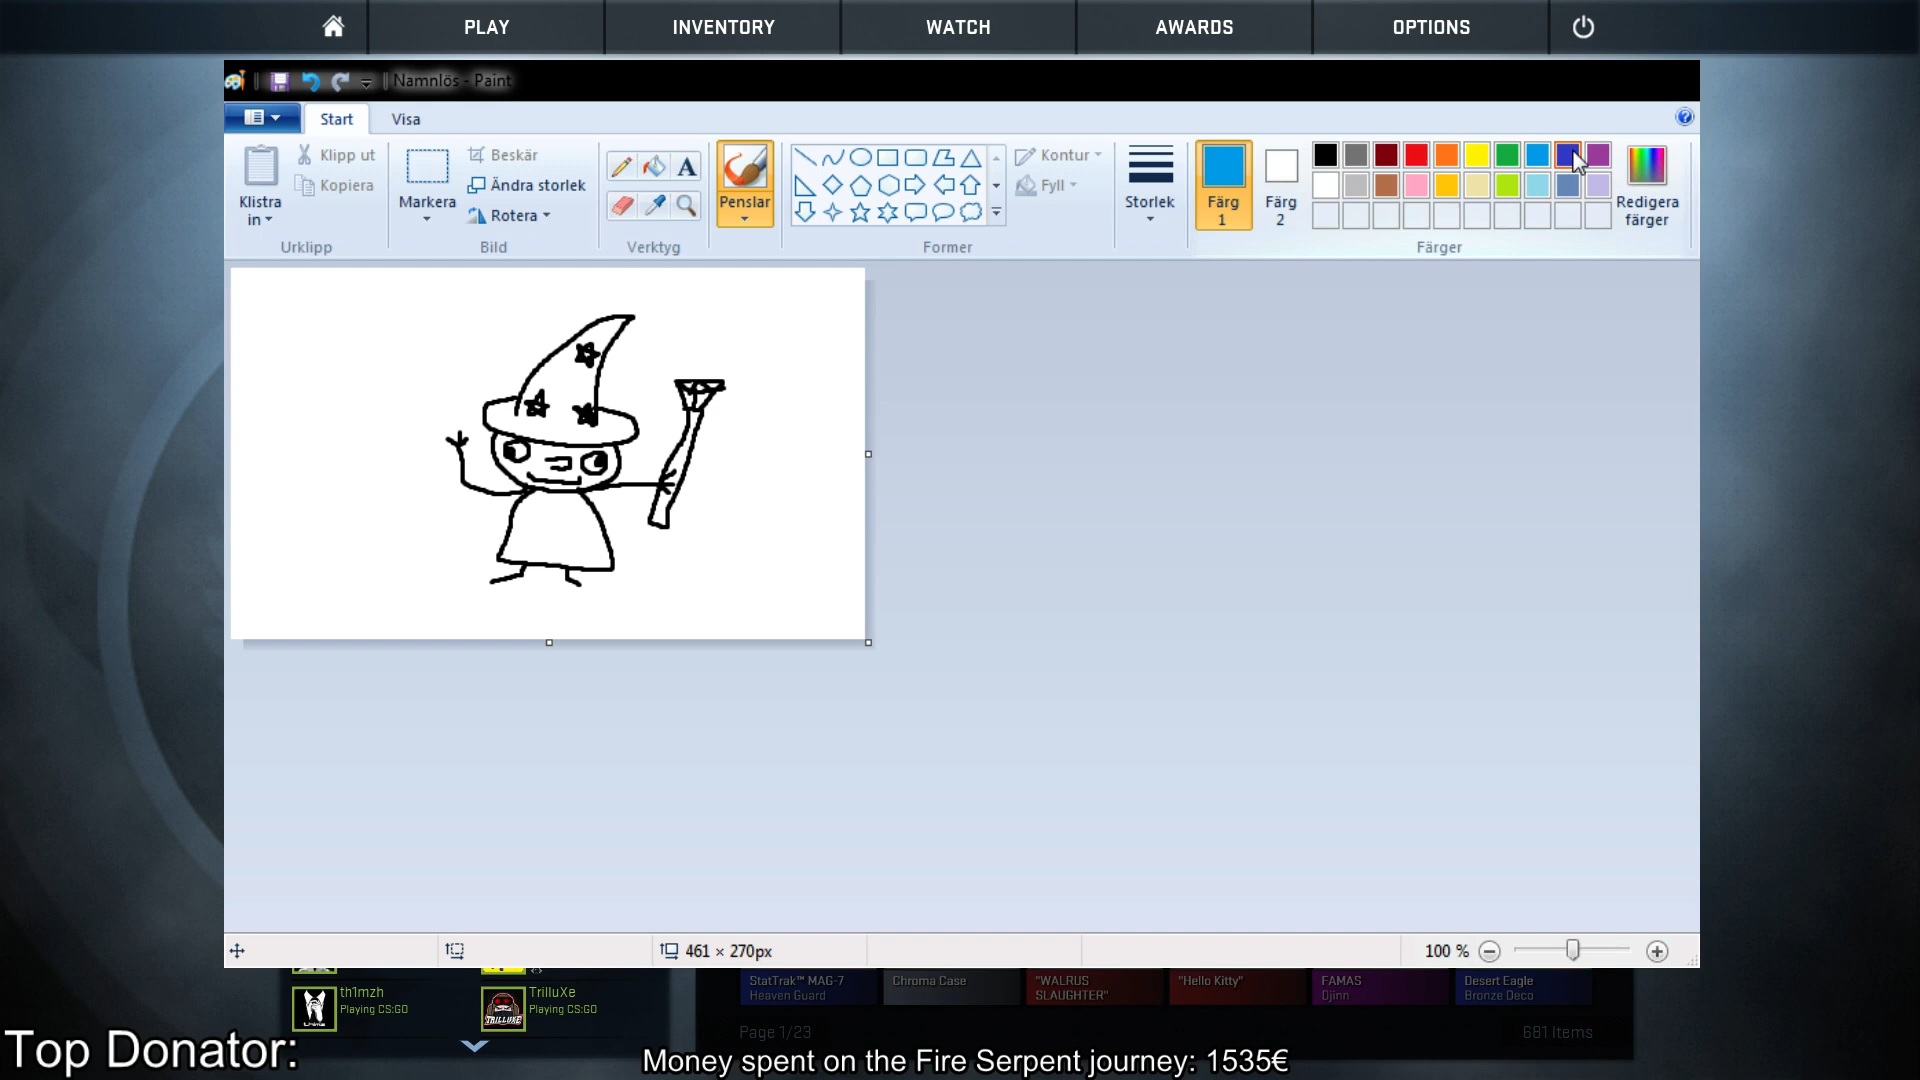 PLAY INVENTORY WATCH AWARDS OPTIONS
Namnlös - Paint
Start Visa
Klistra in
Klipp ut
Kopiera
Urklipp
Markera
Beskär
Ändra storlek
Rotera
Bild
A
Verktyg
Penslar
Former
Kontur
Fyll
Storlek
Färg 1
Färg 2
Redigera färger
Färger
461 × 270px
100 %
th1mzh
Playing CS:GO
TrilluXe
Playing CS:GO
TRILLUXE
StatTrak™ MAG-7
Heaven Guard
Chroma Case
"WALRUS
SLAUGHTER"
"Hello Kitty"
FAMAS
Djinn
Desert Eagle
Bronze Deco
Page 1/23
681 Items
Top Donator:
Money spent on the Fire Serpent journey: 1535€